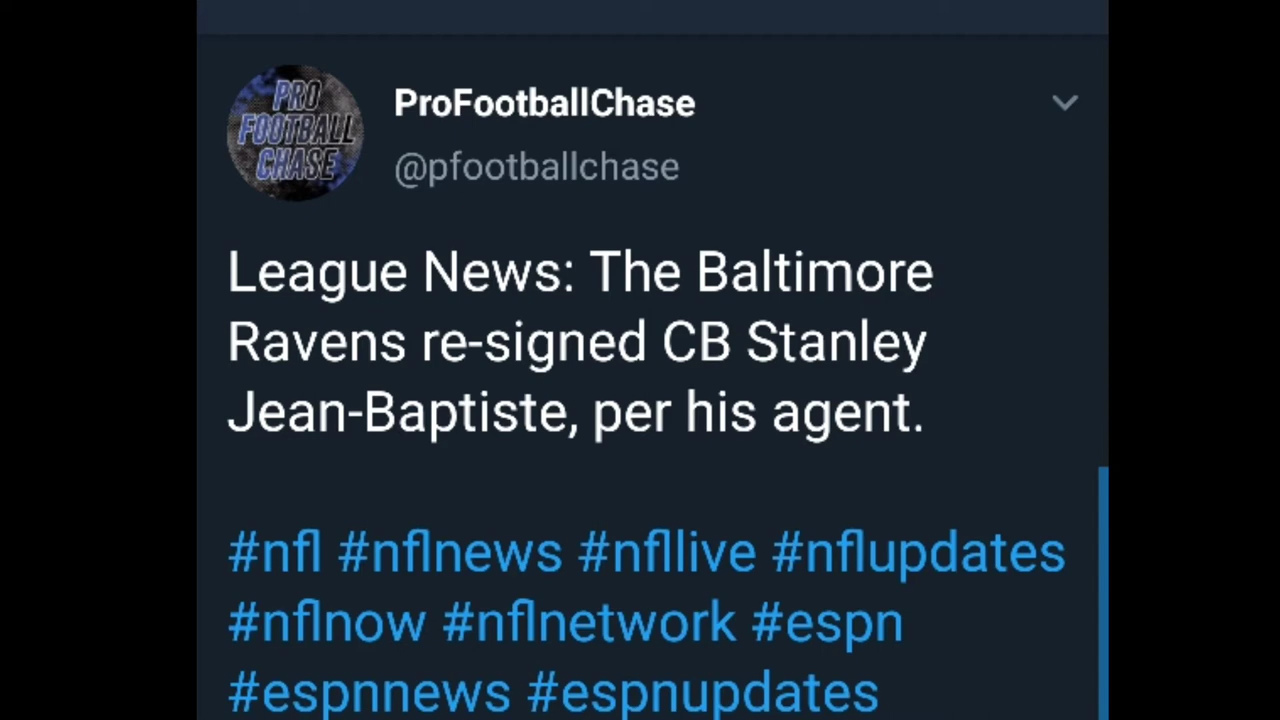 PRO
FOOTBALL
CHASE
ProFootballChase
@pfootballchase
League News: The Baltimore
Ravens re-signed CB Stanley
Jean-Baptiste, per his agent.
#nfl #nflnews #nfllive #nflupdates
#nflnow #nflnetwork #espn
#espnnews #espnupdates